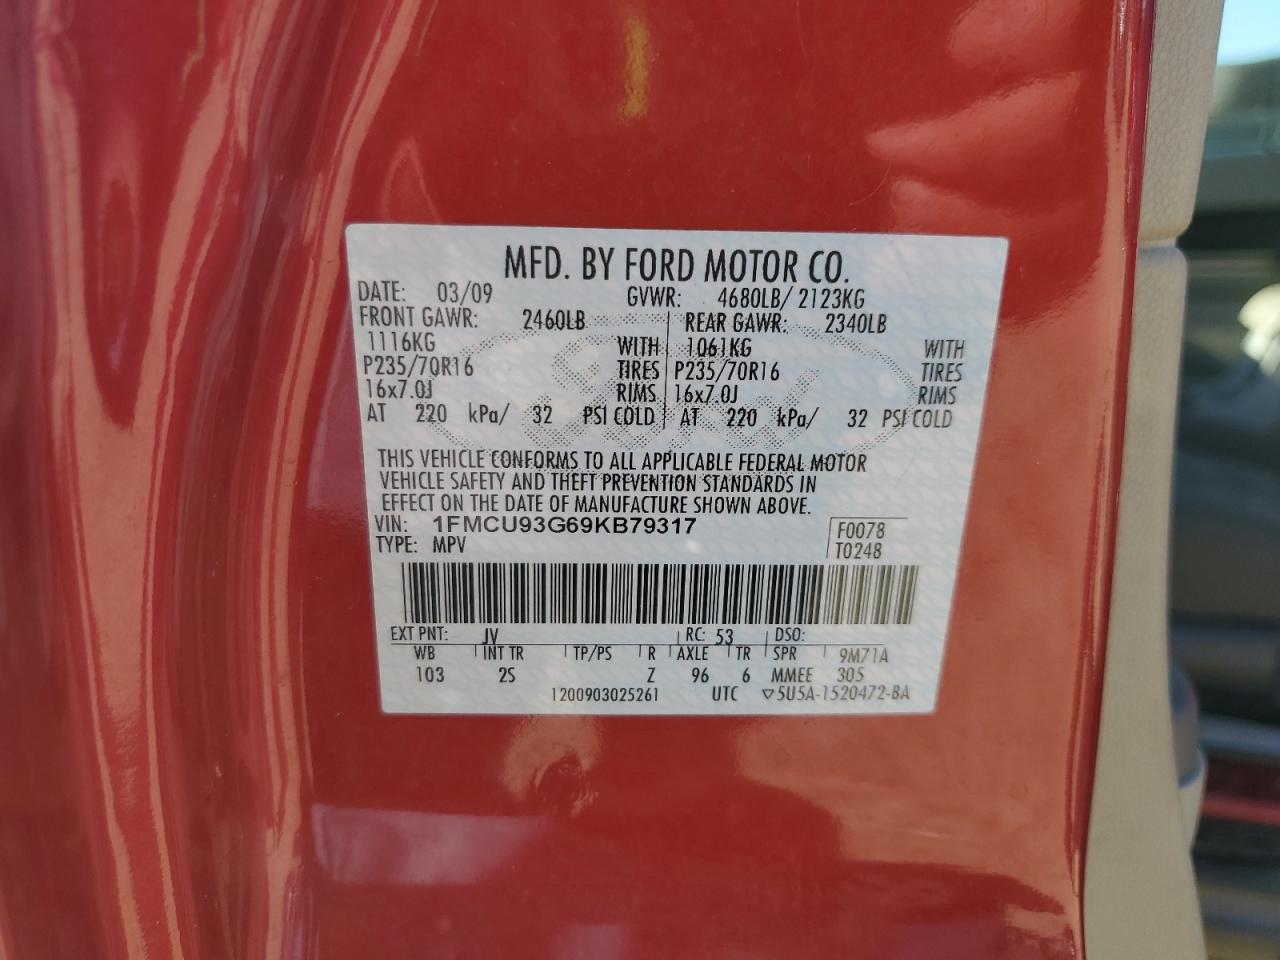 MFD. BY FORD MOTOR CO.
DATE: 03/09 GVWR: 4680LB/ 2123KG
FRONT GAWR: 2460LB REAR GAWR: 2340LB
1116KG WITH 1061KG WITH
P235/70R16 TIRES P235/70R16 TIRES
16x7.0J RIMS 16x7.0J RIMS
AT 220 kPa/ 32 PSI COLD AT 220 kPa/ 32 PSI COLD
THIS VEHICLE CONFORMS TO ALL APPLICABLE FEDERAL MOTOR
VEHICLE SAFETY AND THEFT PREVENTION STANDARDS IN
EFFECT ON THE DATE OF MANUFACTURE SHOWN ABOVE.
VIN: 1FMCU93G69KB79317 F0078
TYPE: MPV T0248
EXT PNT: JV RC: 53 DSO:
WB INT TR TP/PS R AXLE TR SPR 9M71A
103 2S Z 96 6 MMEE 305
1200903025261 UTC ▽5U5A-1520472-BA